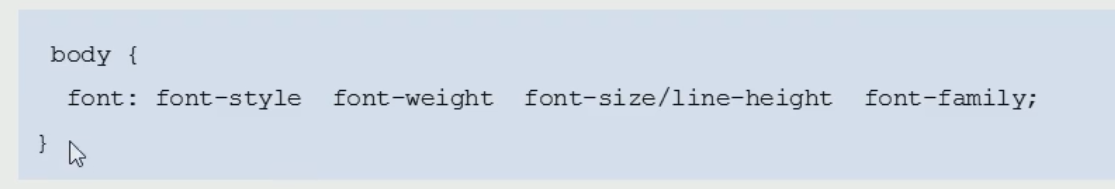 body {
font: font-style font-weight font-size/line-height font-family;
}